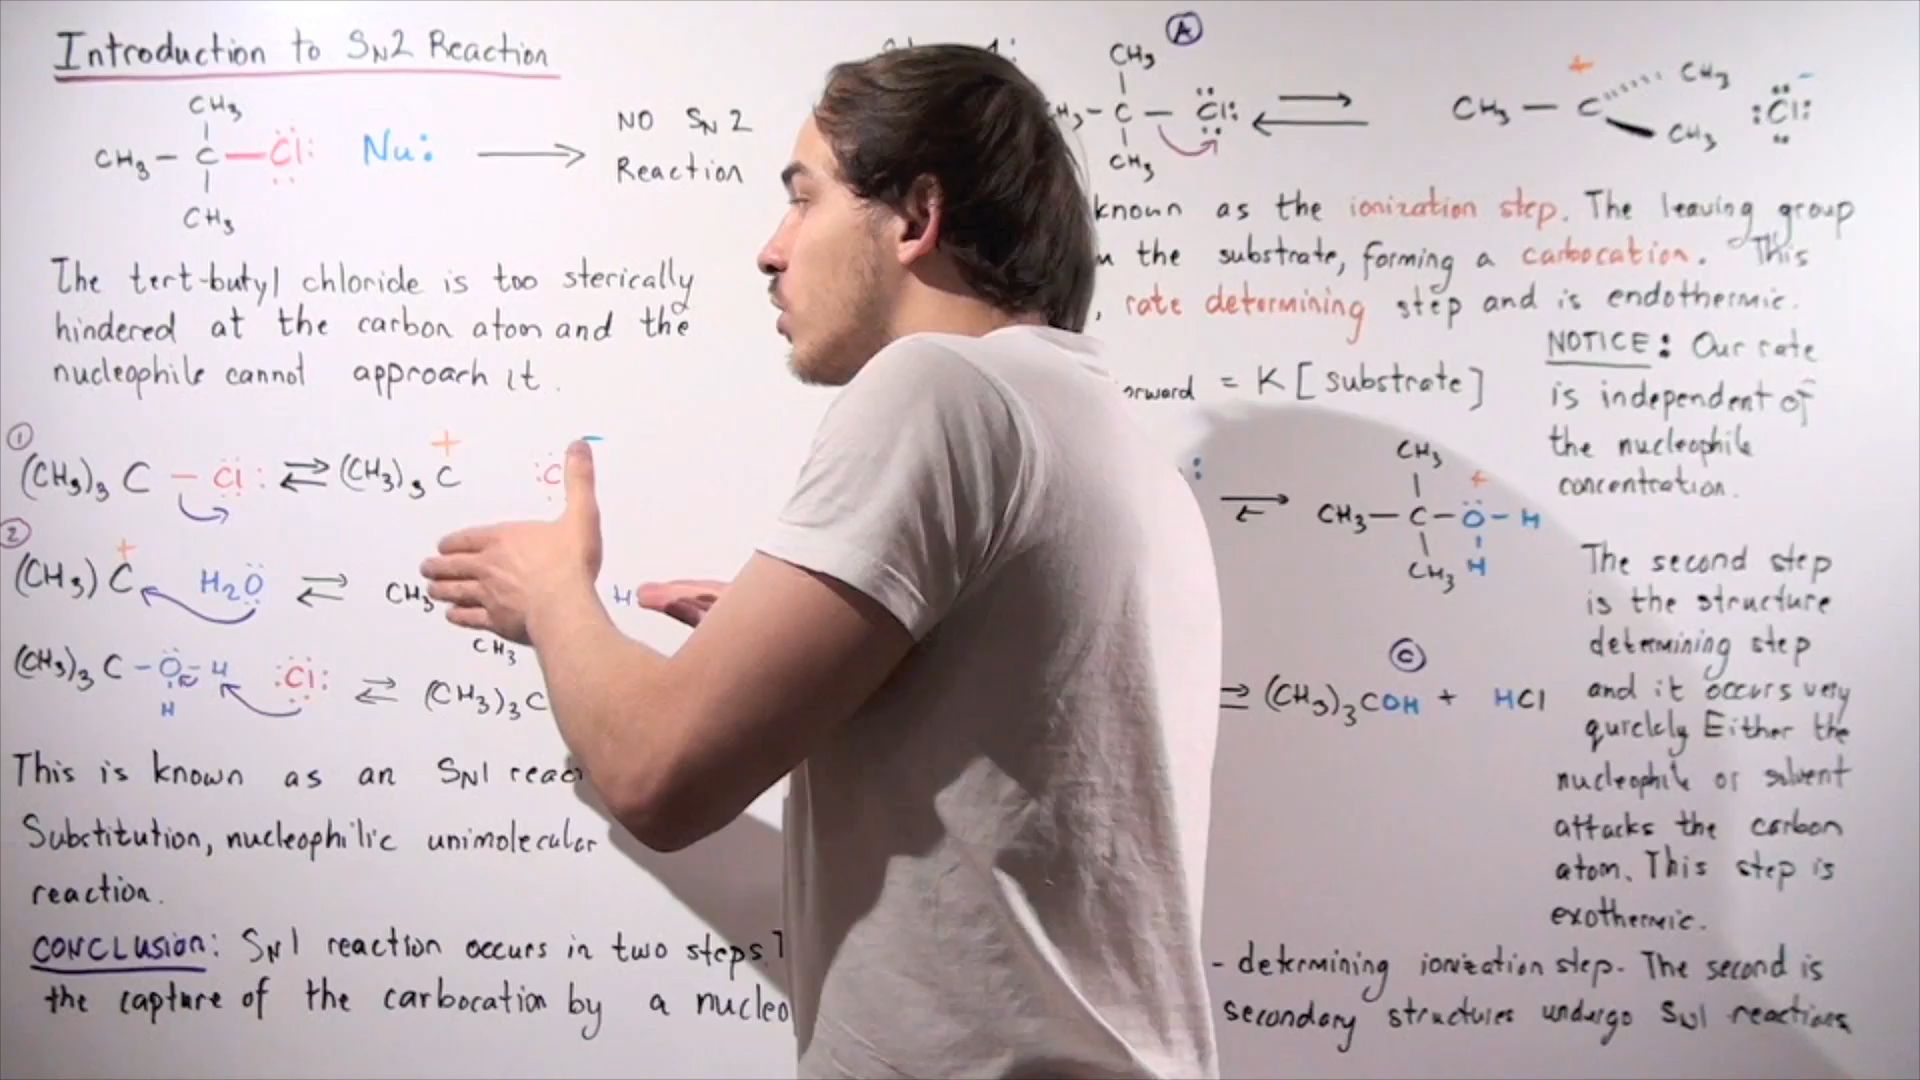 Introduction to SN2 Reaction
CH3
CH3 — C — Cl: Nu: ⟶ NO SN2 Reaction
CH3
The tert-butyl chloride is too sterically
hindered at the carbon atom and the
nucleophile cannot approach it.
①
(CH3)3 C — Cl: ⇌ (CH3)3 C + -
②
(CH3) C + H2O ⇌ CH3 H
CH3
(CH3)3 C - O - H :Cl: ⇌ (CH3)3 C
H
This is known as an SN1
Substitution, nucleophilic unimolecular
reaction.
CONCLUSION: SN1 reaction occurs in two steps.
the capture of the carbocation by a
Ⓐ
CH3
— C — Cl: ⇌ CH3 — C + CH3 :Cl: -
CH3 CH3
known as the ionization step. The leaving group
the substrate, forming a carbocation. This
, rate determining step and is endothermic.
= K [substrate]
NOTICE: Our rate
is independent of
the nucleophile
concentration.
CH3
⇌ CH3 — C — O + — H
CH3 H
Ⓒ
⇌ (CH3)3COH + HCl
The second step
is the structure
determining step
and it occurs very
quickly Either the
nucleophile or solvent
attacks the carbon
atom. This step is
exothermic.
- determining ionization step. The second is
secondary structures undergo SN1 reactions